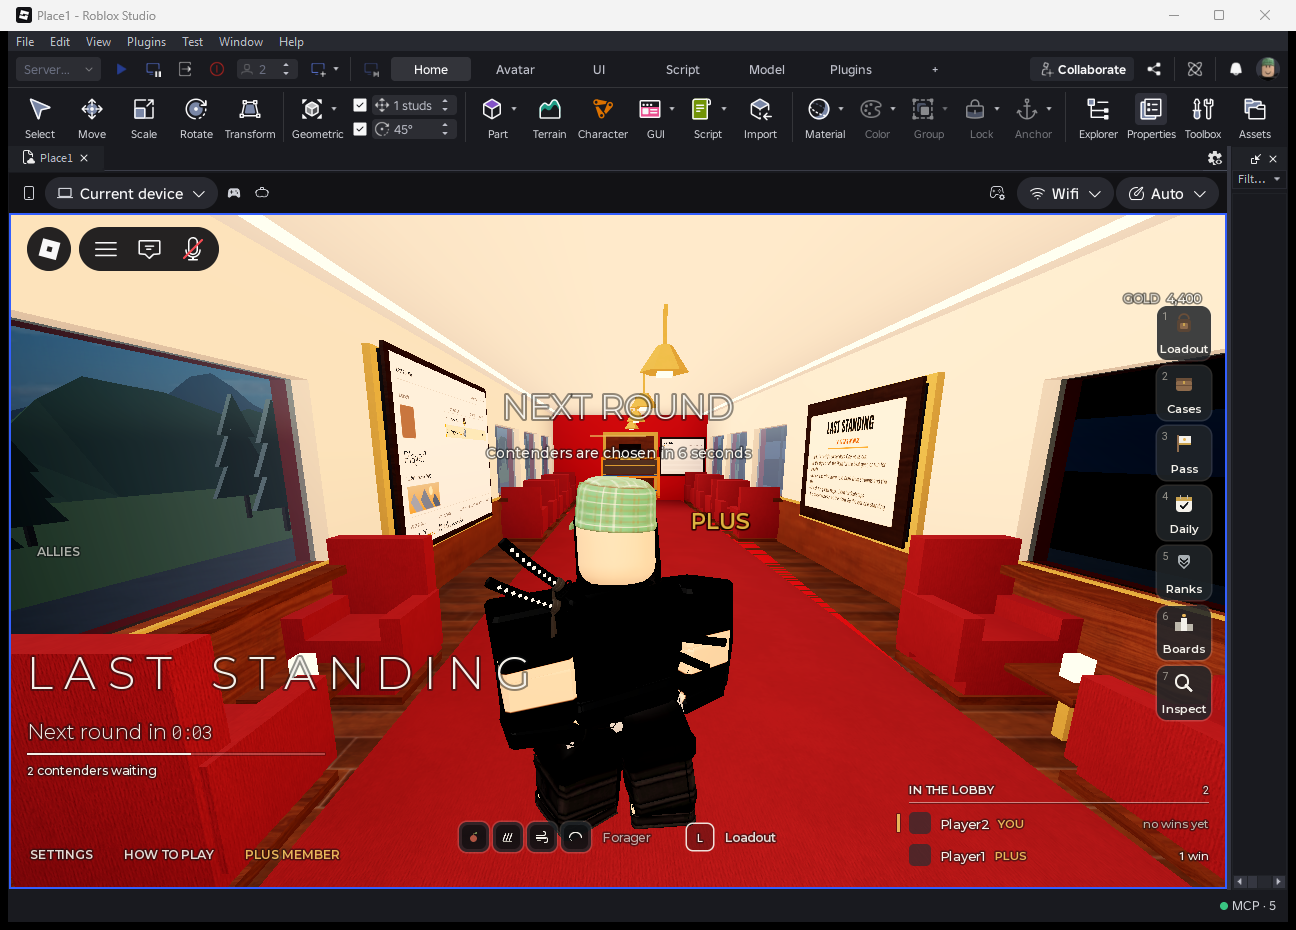 Place1 - Roblox Studio
File Edit View Plugins Test Window Help
Server... 2 Home Avatar UI Script Model Plugins + Collaborate
1 studs
45°
Select Move Scale Rotate Transform Geometric Part Terrain Character GUI Script Import Material Color Group Lock Anchor Explorer Properties Toolbox Assets
Place1
Filt...
Current device Wifi Auto
GOLD 4,400
1
Loadout
2
Cases
3
Pass
4
Daily
5
Ranks
6
Boards
7
Inspect
NEXT ROUND
Contenders are chosen in 6 seconds
LAST STANDING
PLUS
ALLIES
LAST STANDING
Next round in 0:03
2 contenders waiting
SETTINGS HOW TO PLAY PLUS MEMBER
Forager L Loadout
IN THE LOBBY 2
Player2 YOU no wins yet
Player1 PLUS 1 win
MCP · 5